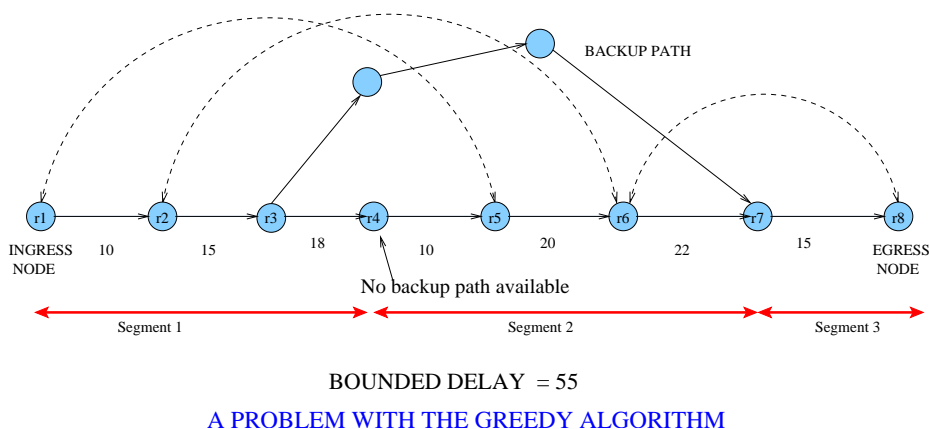 BACKUP PATH
r1 r2 r3 r4 r5 r6 r7 r8
INGRESS
NODE
10 15 18 10 20 22 15
EGRESS
NODE
No backup path available
Segment 1 Segment 2 Segment 3
BOUNDED DELAY = 55
A PROBLEM WITH THE GREEDY ALGORITHM